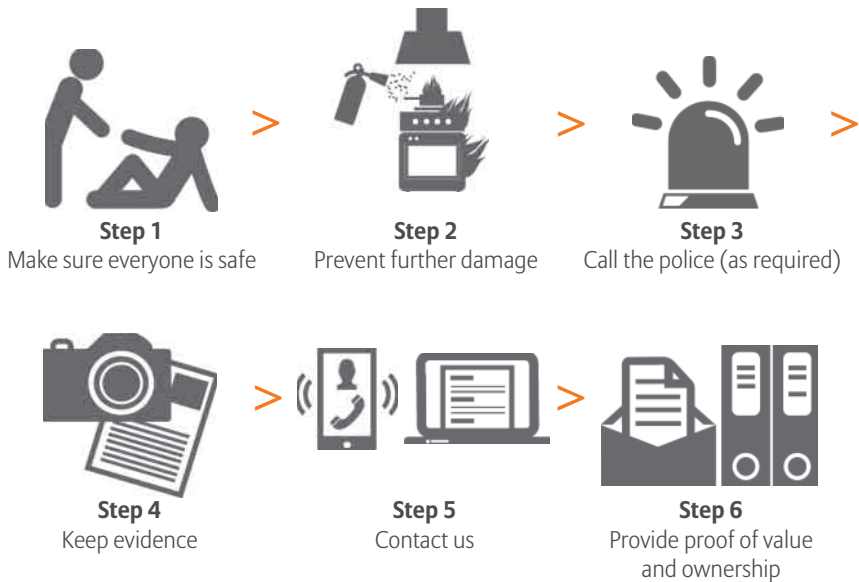 Step 1
Make sure everyone is safe
Step 2
Prevent further damage
Step 3
Call the police (as required)
Step 4
Keep evidence
Step 5
Contact us
Step 6
Provide proof of value
and ownership